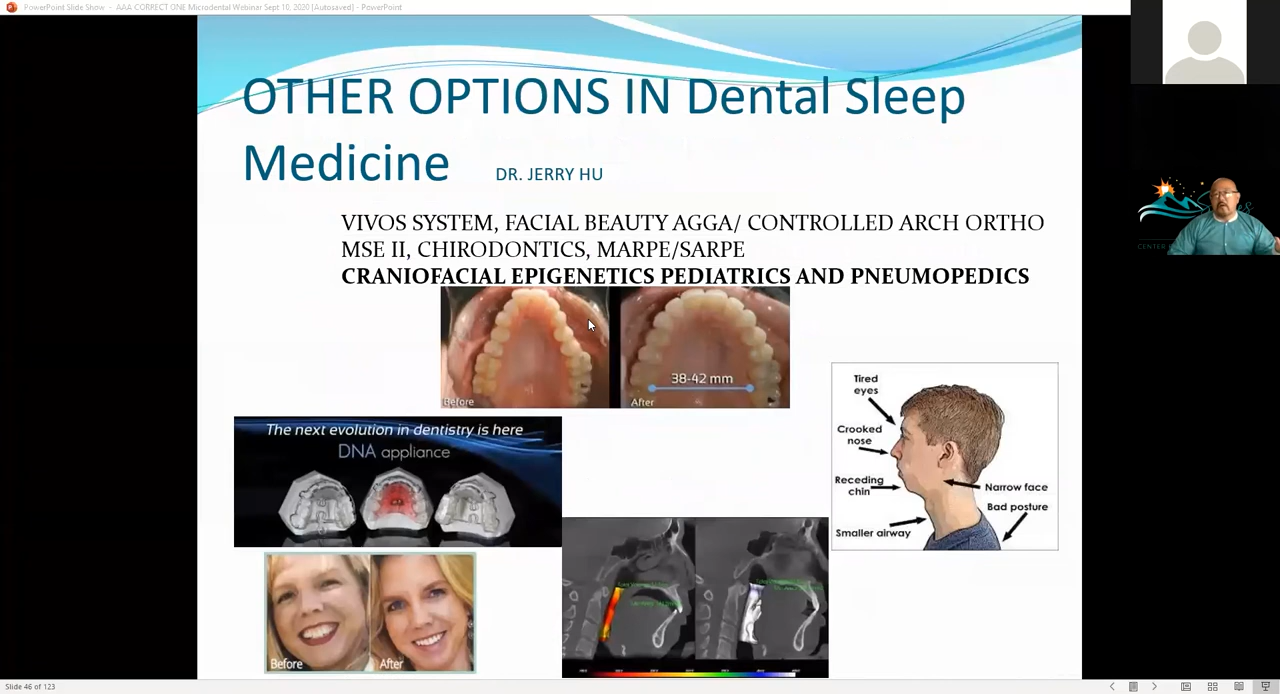 PowerPoint Slide Show - AAA CORRECT ONE Microdental Webinar Sept 10, 2020 [Autosaved] - PowerPoint
OTHER OPTIONS IN Dental Sleep
Medicine DR. JERRY HU
VIVOS SYSTEM, FACIAL BEAUTY AGGA/ CONTROLLED ARCH ORTHO
MSE II, CHIRODONTICS, MARPE/SARPE
CRANIOFACIAL EPIGENETICS PEDIATRICS AND PNEUMOPEDICS
38-42 mm
Before
After
Tired
eyes
Crooked
nose
Receding
chin
Narrow face
Bad posture
Smaller airway
The next evolution in dentistry is here
DNA appliance
Before
After
Slide 46 of 123